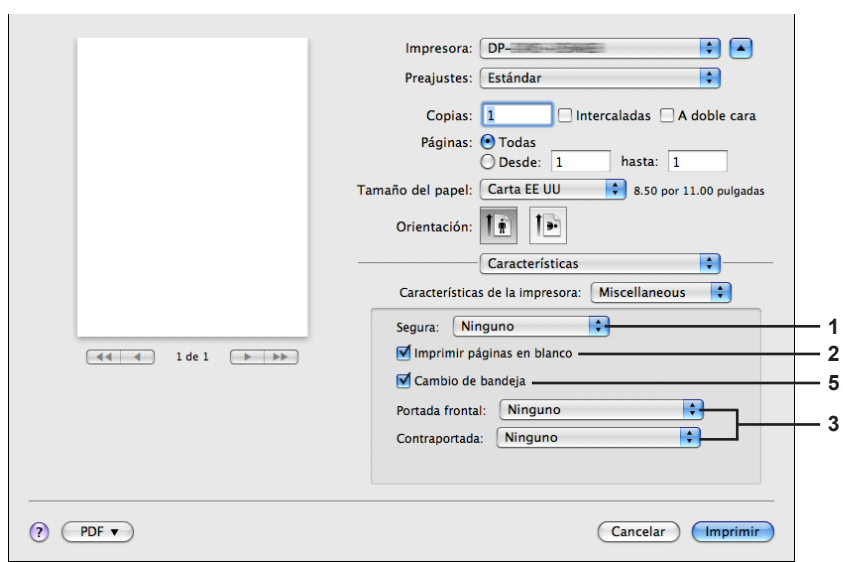 Impresora: DP-
Preajustes: Estándar
Copias: 1 Intercaladas A doble cara
Páginas: Todas
Desde: 1 hasta: 1
Tamaño del papel: Carta EE UU 8.50 por 11.00 pulgadas
Orientación:
Características
Características de la impresora: Miscellaneous
Segura: Ninguno 1
Imprimir páginas en blanco 2
Cambio de bandeja 5
Portada frontal: Ninguno
3
Contraportada: Ninguno
1 de 1
? PDF Cancelar Imprimir